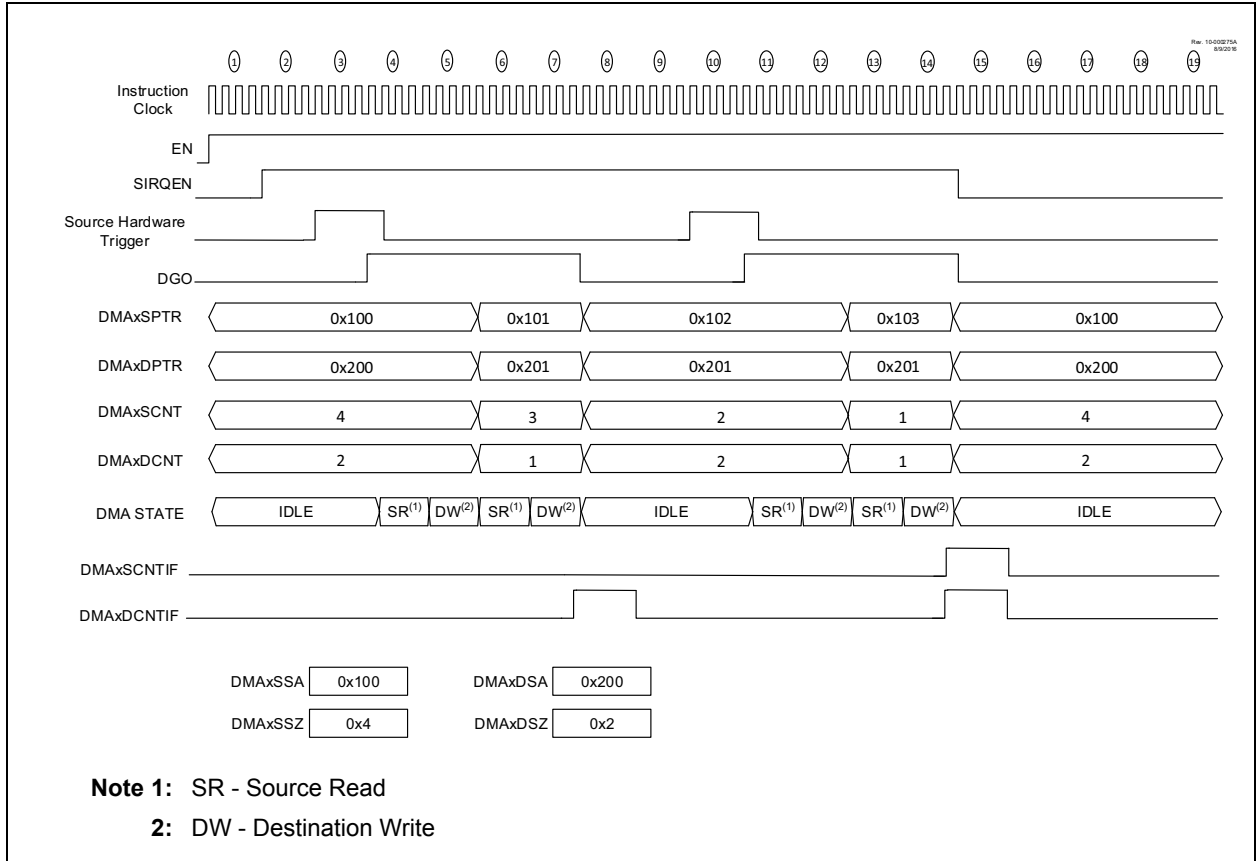 Rev. 10-000275A
8/9/2016
1 2 3 4 5 6 7 8 9 10 11 12 13 14 15 16 17 18 19
Instruction
Clock
EN
SIRQEN
Source Hardware
Trigger
DGO
DMAxSPTR 0x100 0x101 0x102 0x103 0x100
DMAxDPTR 0x200 0x201 0x201 0x201 0x200
DMAxSCNT 4 3 2 1 4
DMAxDCNT 2 1 2 1 2
DMA STATE IDLE SR(1) DW(2) SR(1) DW(2) IDLE SR(1) DW(2) SR(1) DW(2) IDLE
DMAxSCNTIF
DMAxDCNTIF
DMAxSSA 0x100 DMAxDSA 0x200
DMAxSSZ 0x4 DMAxDSZ 0x2
Note 1: SR - Source Read
2: DW - Destination Write